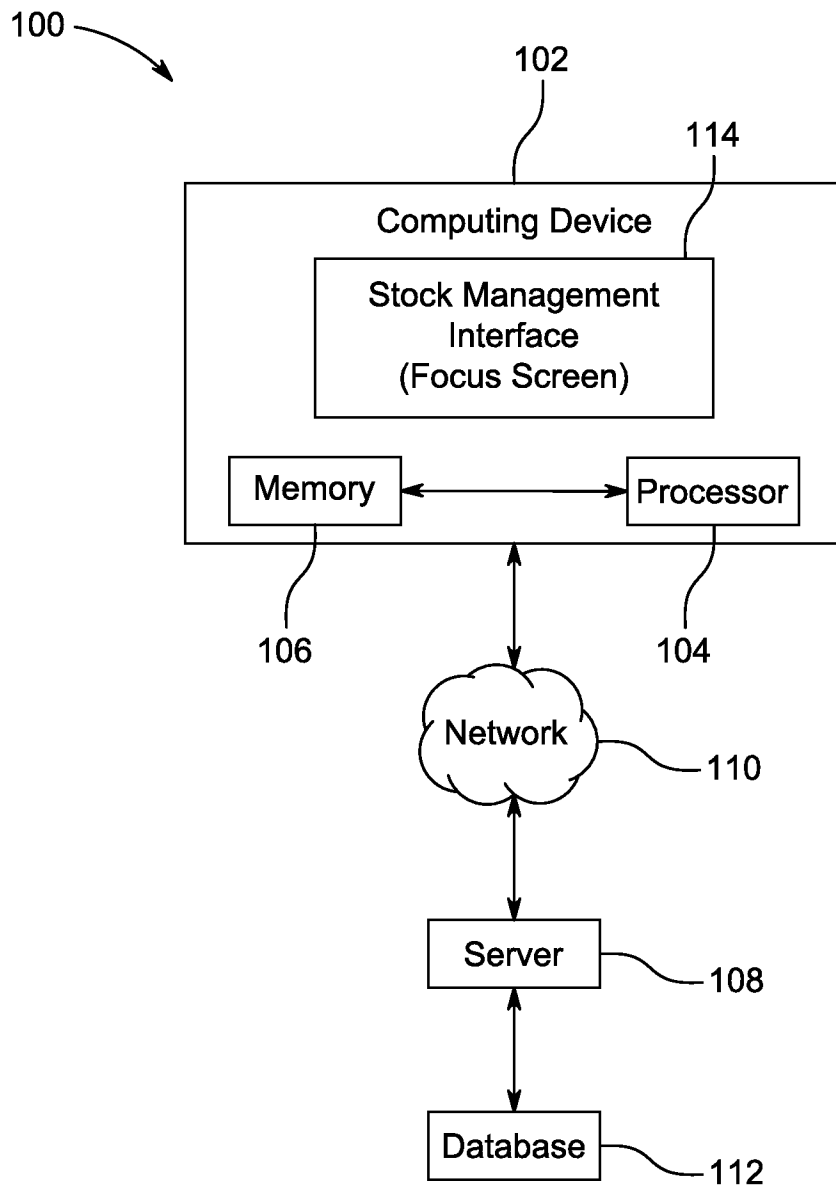 100
102
114
Computing Device
Stock Management
Interface
(Focus Screen)
Memory
Processor
106
104
Network
110
Server
108
Database
112